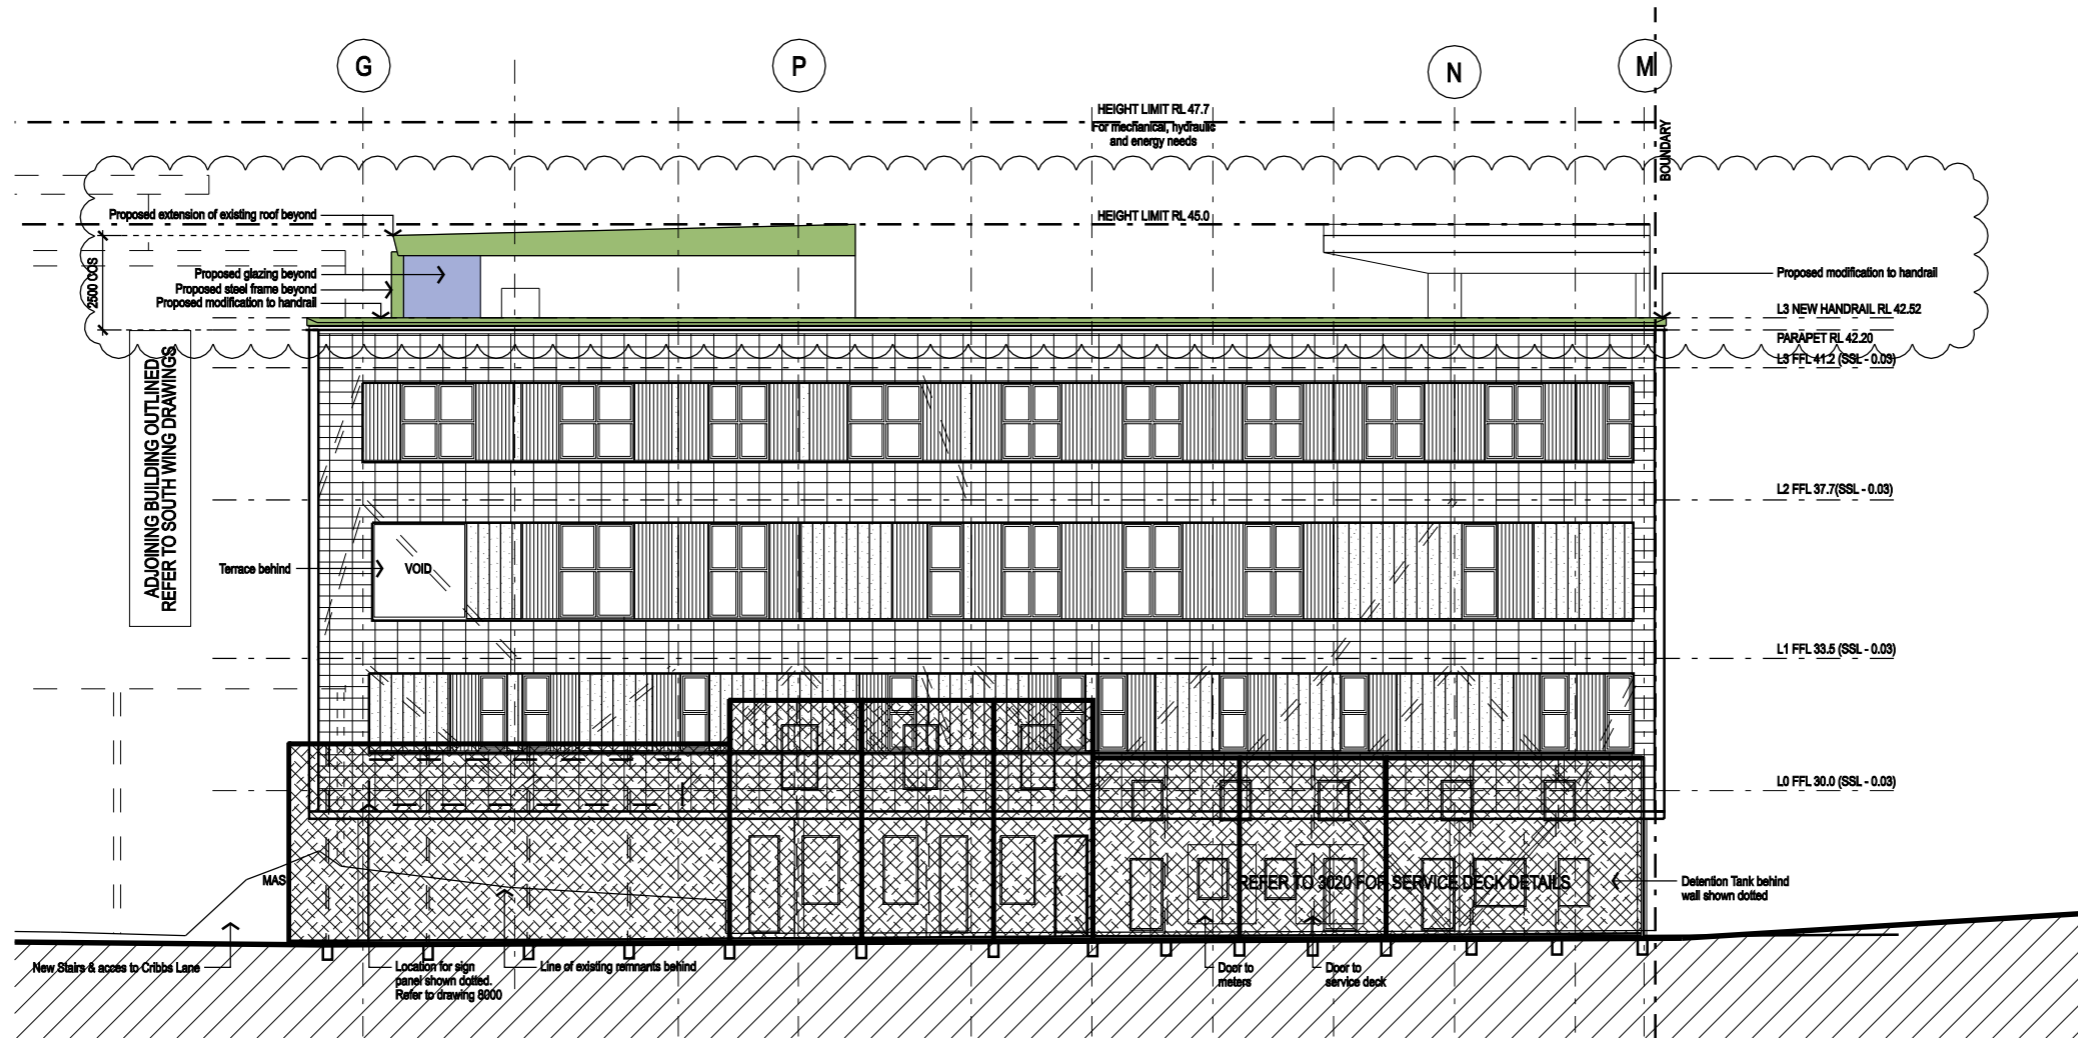 G
P
N
M
HEIGHT LIMIT RL 47.7
For mechanical, hydraulic
and energy needs
BOUNDARY
Proposed extension of existing roof beyond
HEIGHT LIMIT RL 45.0
2500 COS
Proposed glazing beyond
Proposed steel frame beyond
Proposed modification to handrail
Proposed modification to handrail
L3 NEW HANDRAIL RL 42.52
PARAPET RL 42.20
L3 FFL 41.2 (SSL - 0.03)
ADJOINING BUILDING OUTLINED
REFER TO SOUTH WING DRAWINGS
L2 FFL 37.7(SSL - 0.03)
Terrace behind
VOID
L1 FFL 33.5 (SSL - 0.03)
L0 FFL 30.0 (SSL - 0.03)
MAS
REFER TO 3020 FOR SERVICE DECK DETAILS
Detention Tank behind
wall shown dotted
New Stairs & acces to Cribbs Lane
Location for sign
panel shown dotted.
Refer to drawing 8000
Line of existing remnants behind
Door to
meters
Door to
service deck